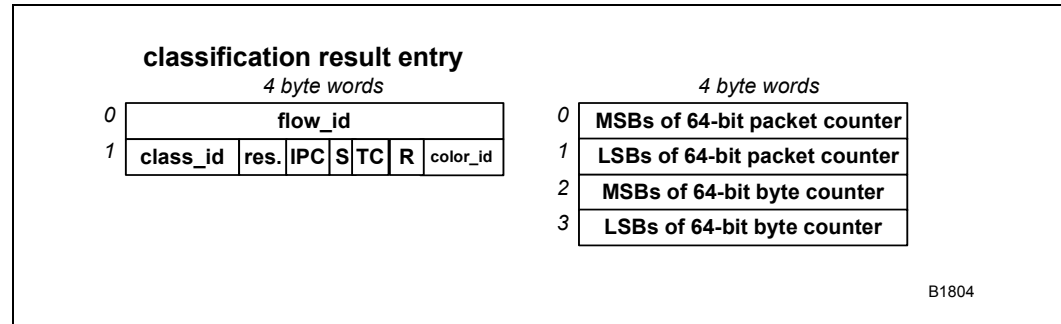 classification result entry
4 byte words
0 flow_id
1 class_id res. IPC S TC R color_id
4 byte words
0 MSBs of 64-bit packet counter
1 LSBs of 64-bit packet counter
2 MSBs of 64-bit byte counter
3 LSBs of 64-bit byte counter
B1804